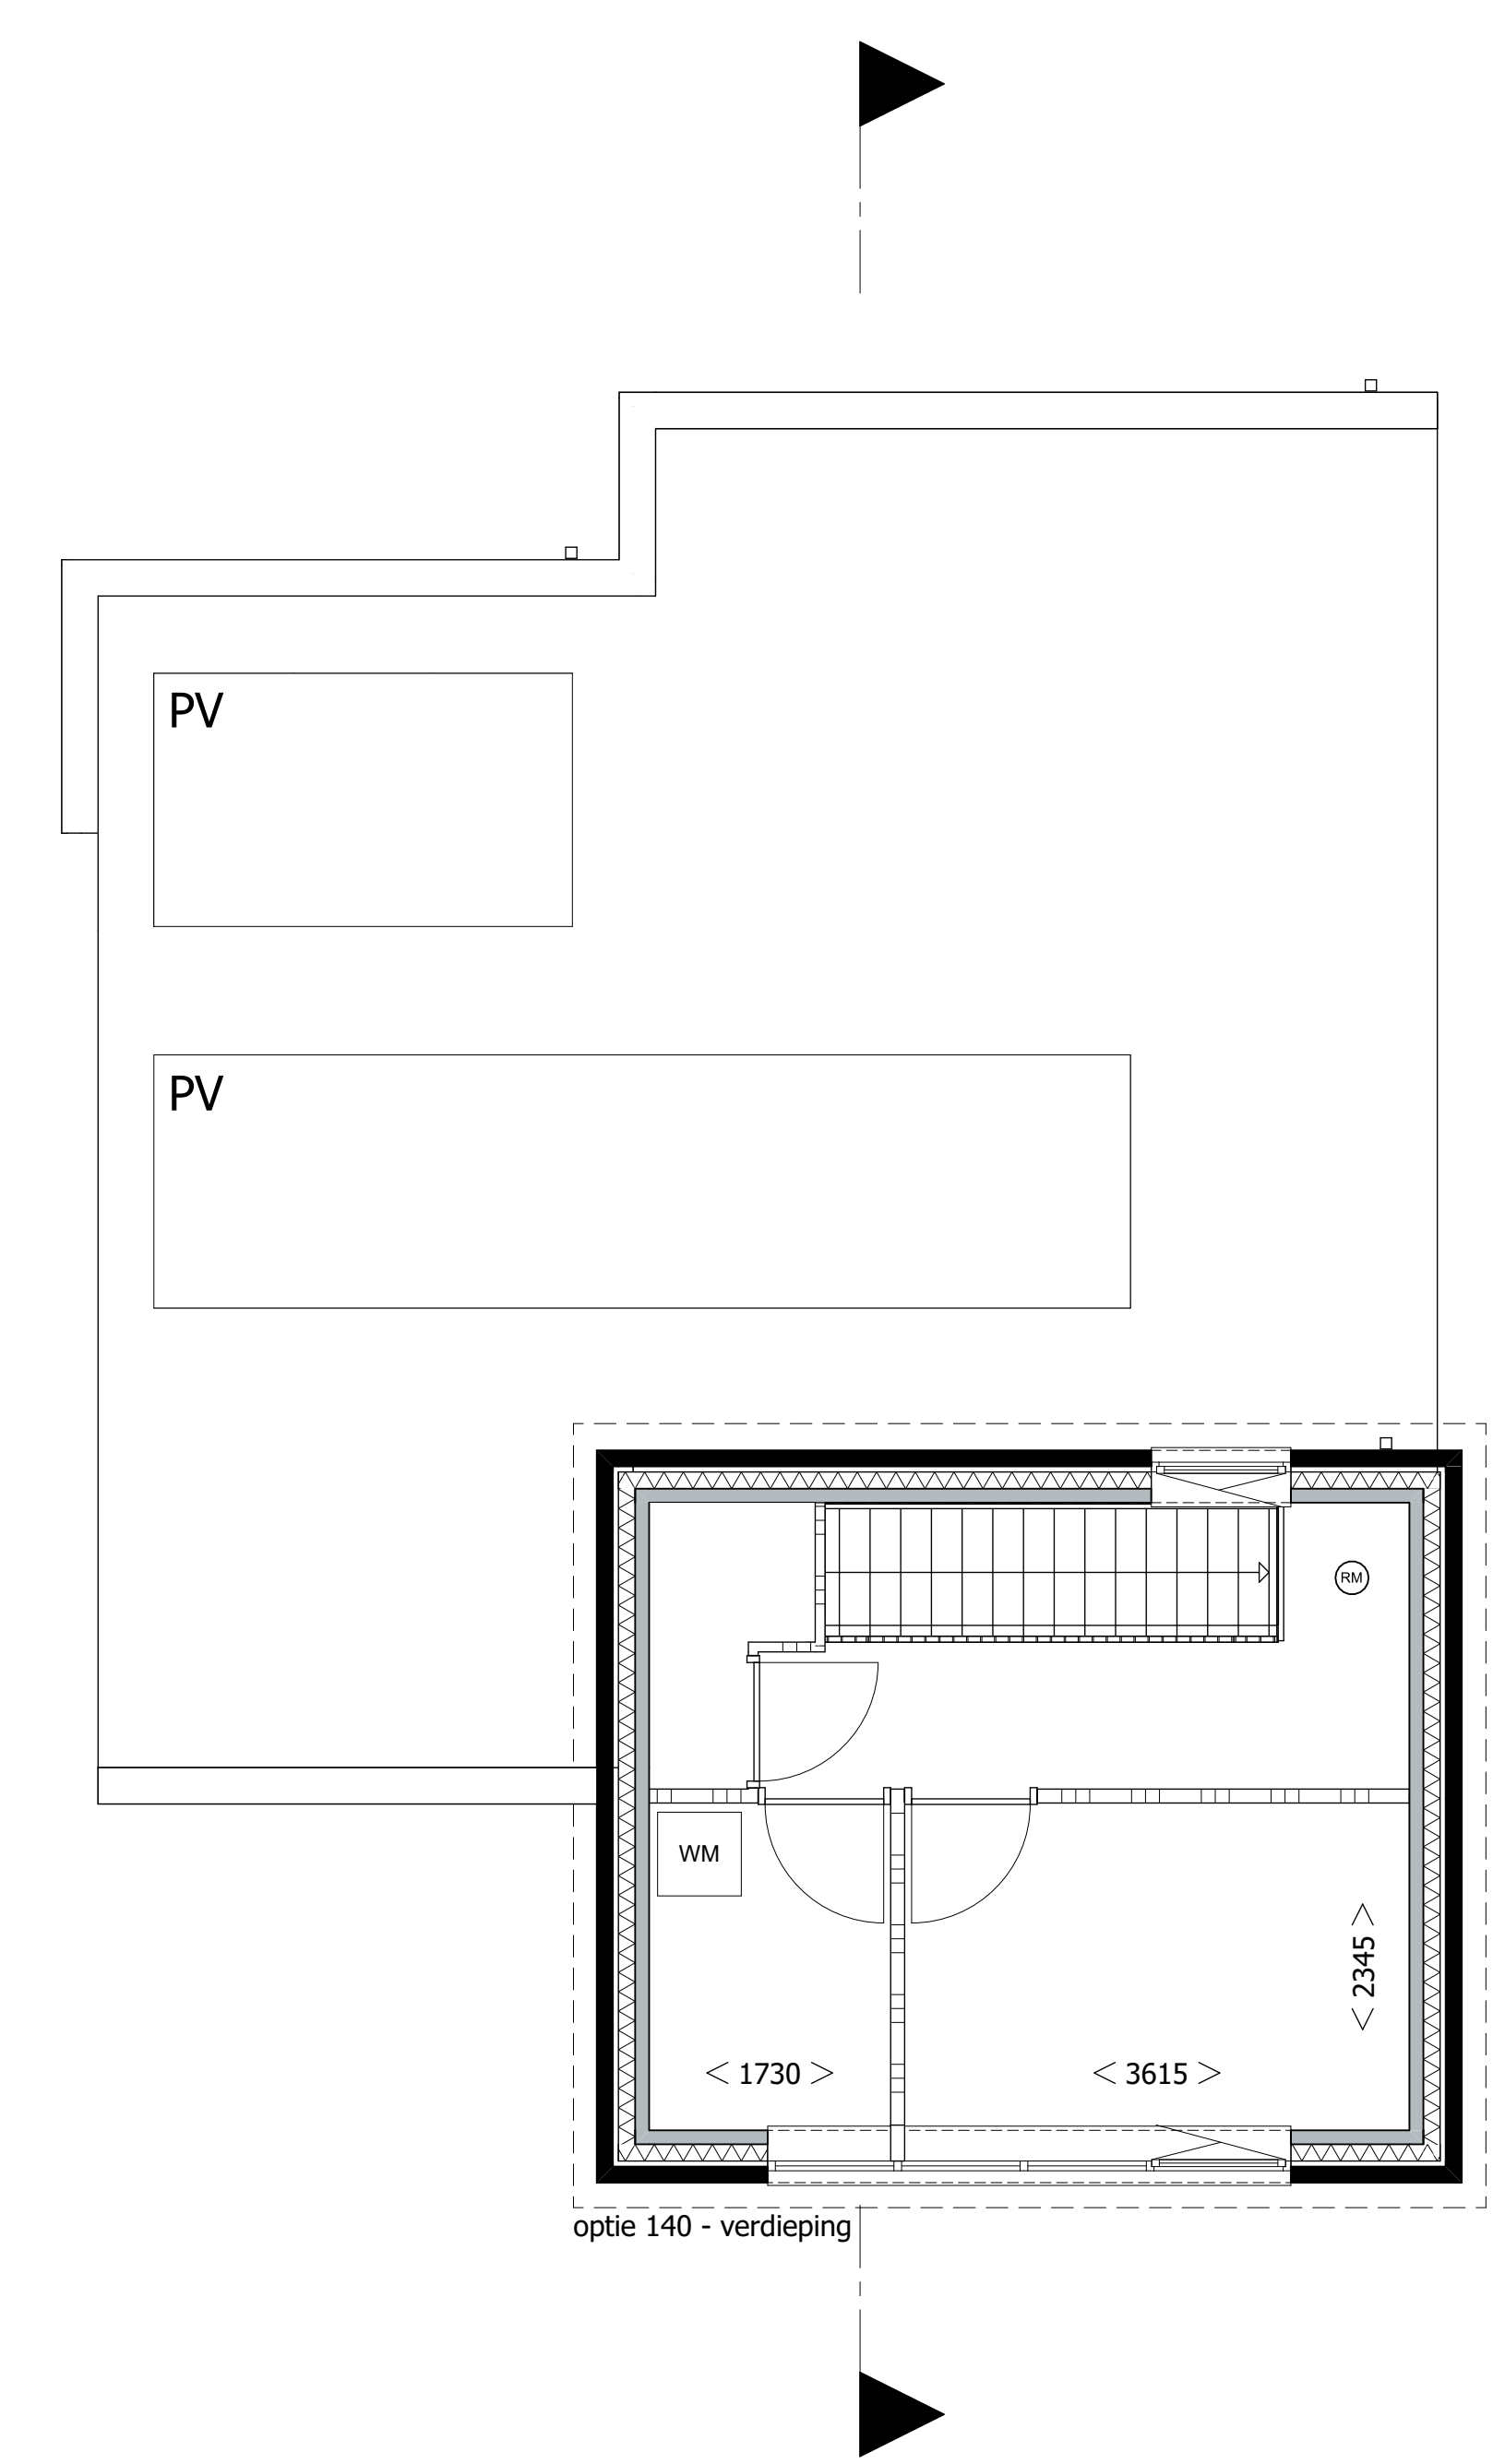 PV
PV
RM
WM
< 2345 >
< 1730 >
< 3615 >
optie 140 - verdieping